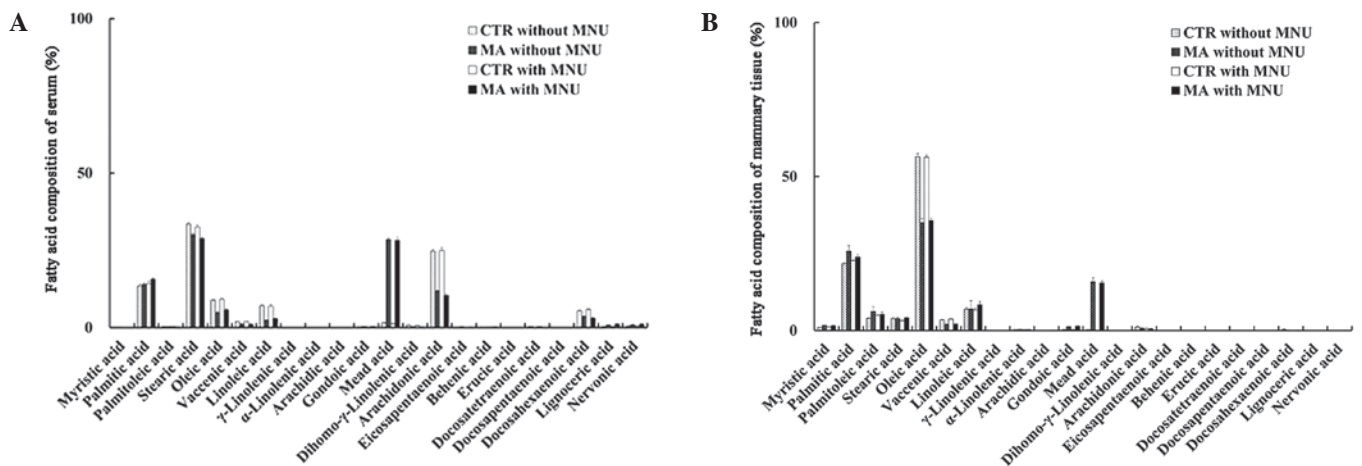 A
Fatty acid composition of serum (%)
100
50
0
CTR without MNU
MA without MNU
CTR with MNU
MA with MNU
Myristic acid
Palmitic acid
Palmitoleic acid
Stearic acid
Oleic acid
Vaccenic acid
Linoleic acid
γ-Linolenic acid
α-Linolenic acid
Arachidic acid
Gondoic acid
Mead acid
Dihomo-γ-Linolenic acid
Arachidonic acid
Eicosapentaenoic acid
Behenic acid
Erucic acid
Docosatetraenoic acid
Docosapentaenoic acid
Docosahexaenoic acid
Lignoceric acid
Nervonic acid
B
Fatty acid composition of mammary tissue (%)
100
50
0
CTR without MNU
MA without MNU
CTR with MNU
MA with MNU
Myristic acid
Palmitic acid
Palmitoleic acid
Stearic acid
Oleic acid
Vaccenic acid
Linoleic acid
γ-Linolenic acid
α-Linolenic acid
Arachidic acid
Gondoic acid
Mead acid
Dihomo-γ-Linolenic acid
Arachidonic acid
Eicosapentaenoic acid
Behenic acid
Erucic acid
Docosatetraenoic acid
Docosapentaenoic acid
Docosahexaenoic acid
Lignoceric acid
Nervonic acid